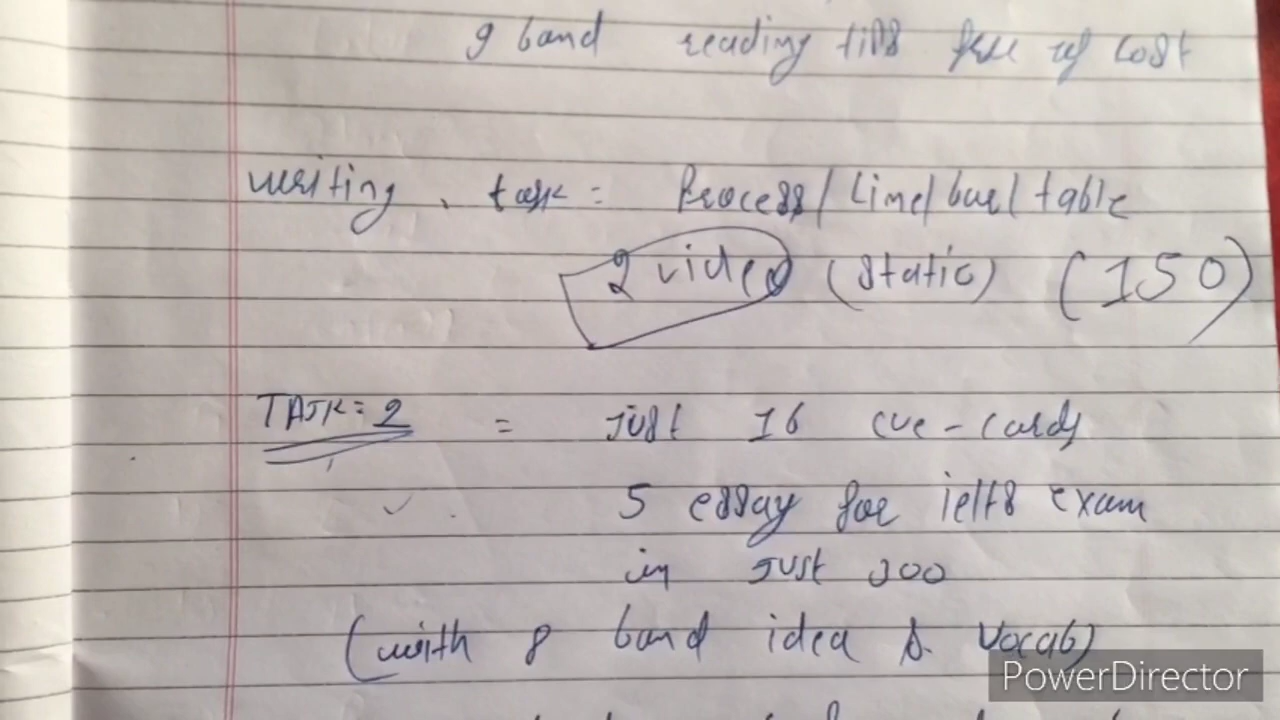 9 band reading tips free of cost
writing task: Process/Line/bar/table
2 video (static) (150)
TASK=2 = Just 16 cue-cards
5 essay for ielts exam
in Just 300
(with 8 band idea & vocab)
PowerDirector